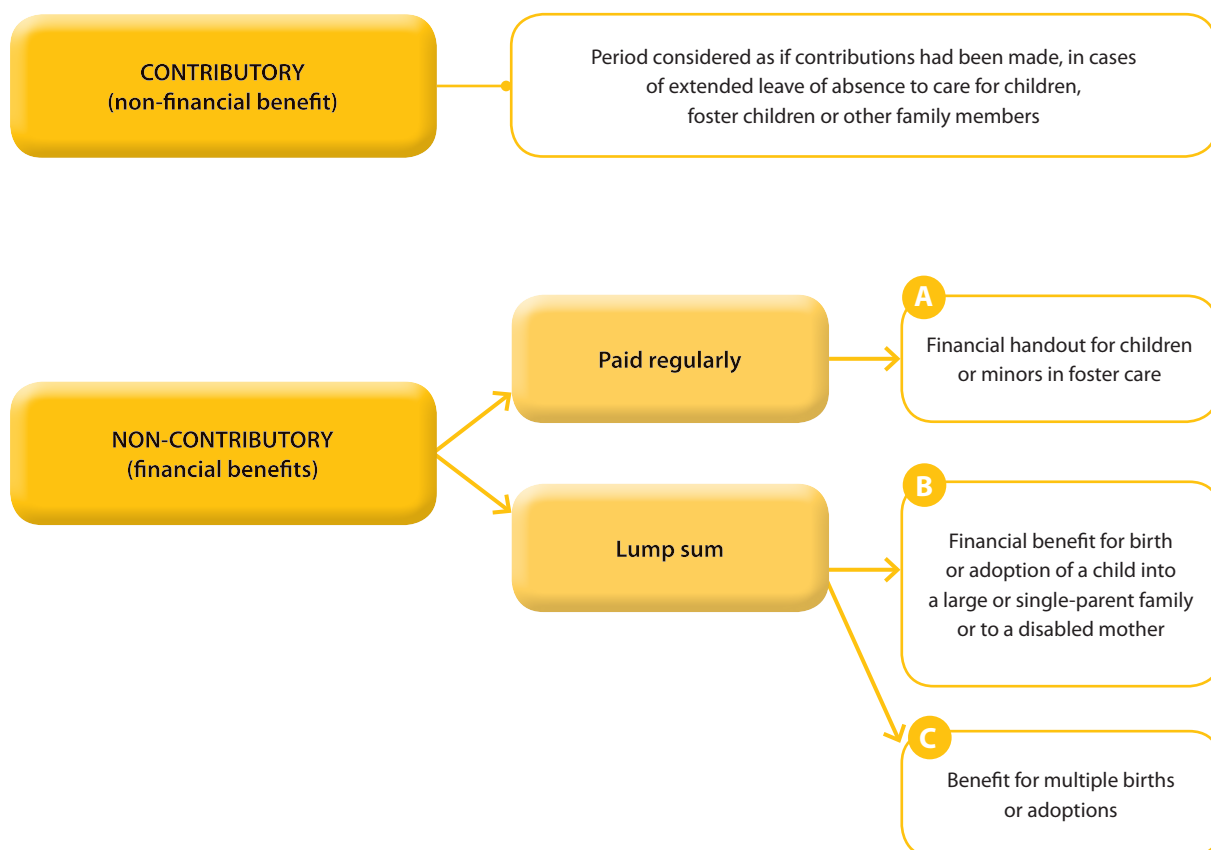 CONTRIBUTORY
(non-financial benefit)
Period considered as if contributions had been made, in cases
of extended leave of absence to care for children,
foster children or other family members
NON-CONTRIBUTORY
(financial benefits)
Paid regularly
A
Financial handout for children
or minors in foster care
Lump sum
B
Financial benefit for birth
or adoption of a child into
a large or single-parent family
or to a disabled mother
C
Benefit for multiple births
or adoptions